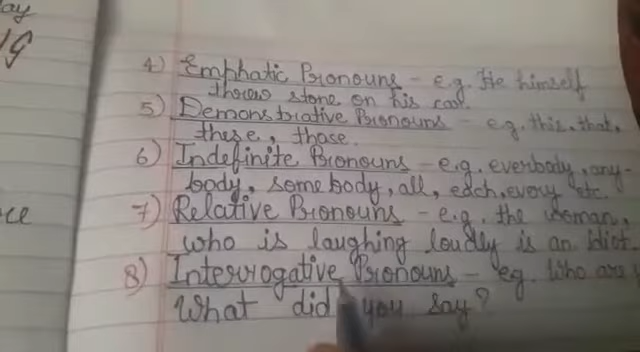 ay
19
4) Emphatic Pronouns - e.g. He himself
throws stone on his car.
5) Demonstrative Pronouns - e.g. this, that,
these, those.
6) Indefinite Pronouns - e.g. everbody, any-
body, somebody, all, each, every etc.
7) Relative Pronouns - e.g. the woman,
who is laughing loudly is an idiot.
8) Interrogative Pronouns - eg. Who are
What did you say?